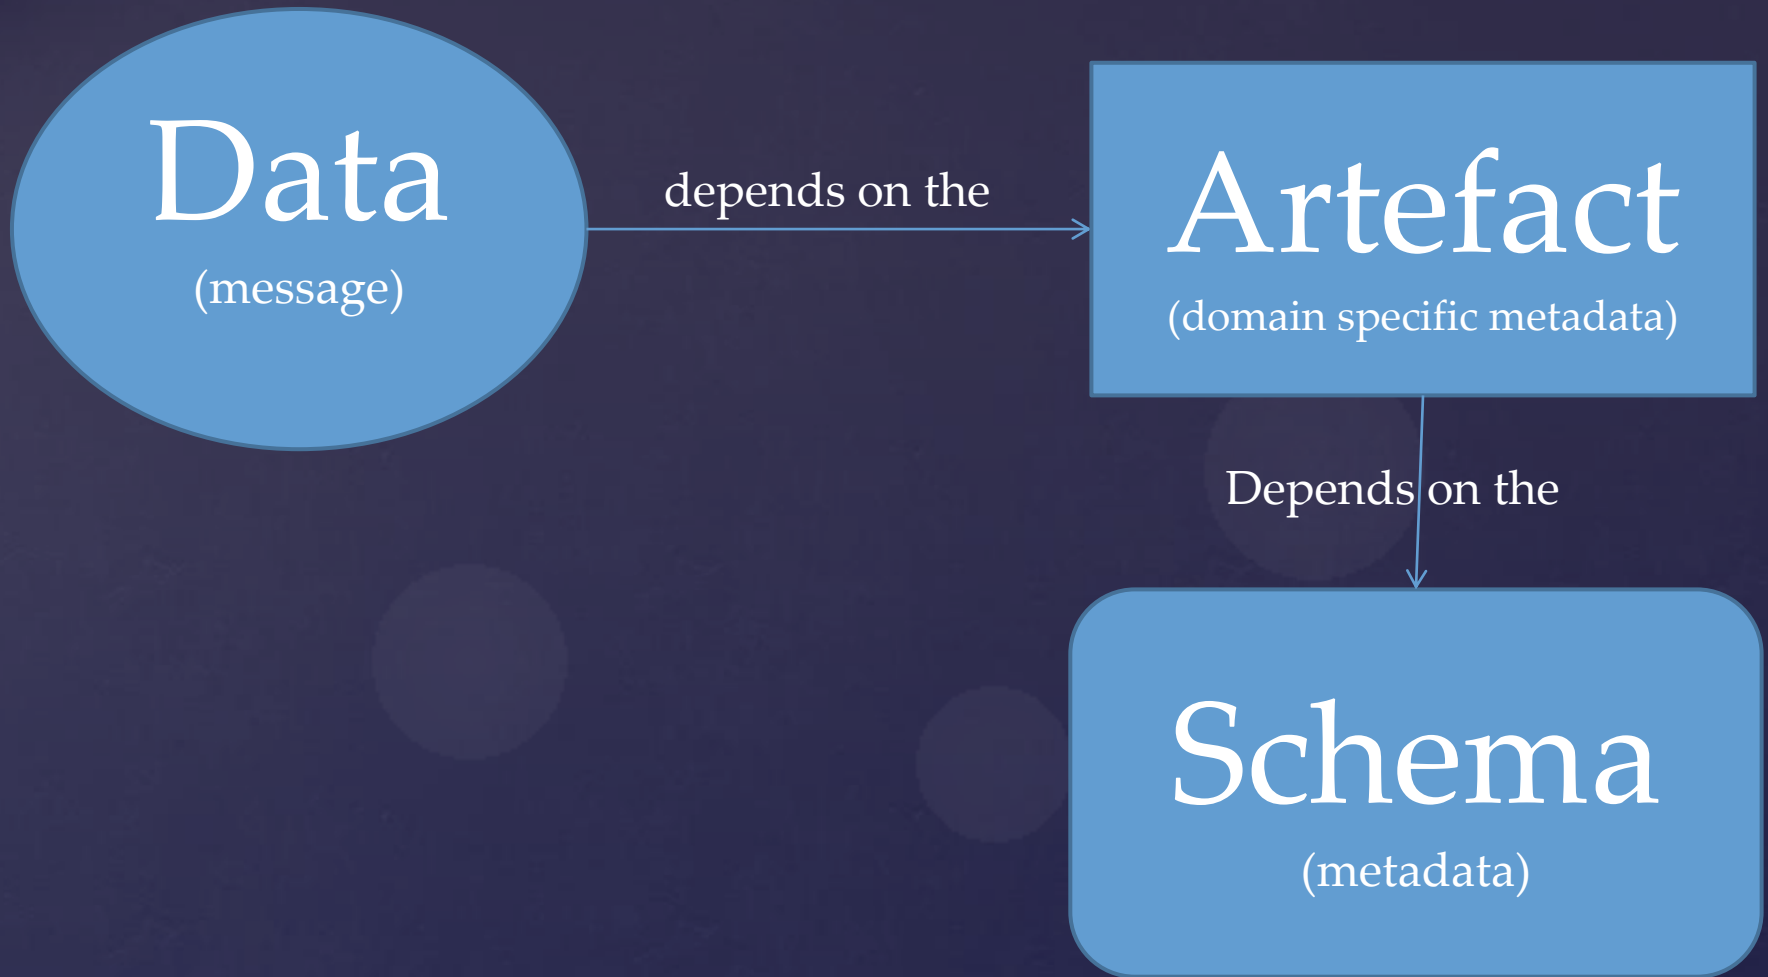 Data
(message)
depends on the
Artefact
(domain specific metadata)
Depends on the
Schema
(metadata)